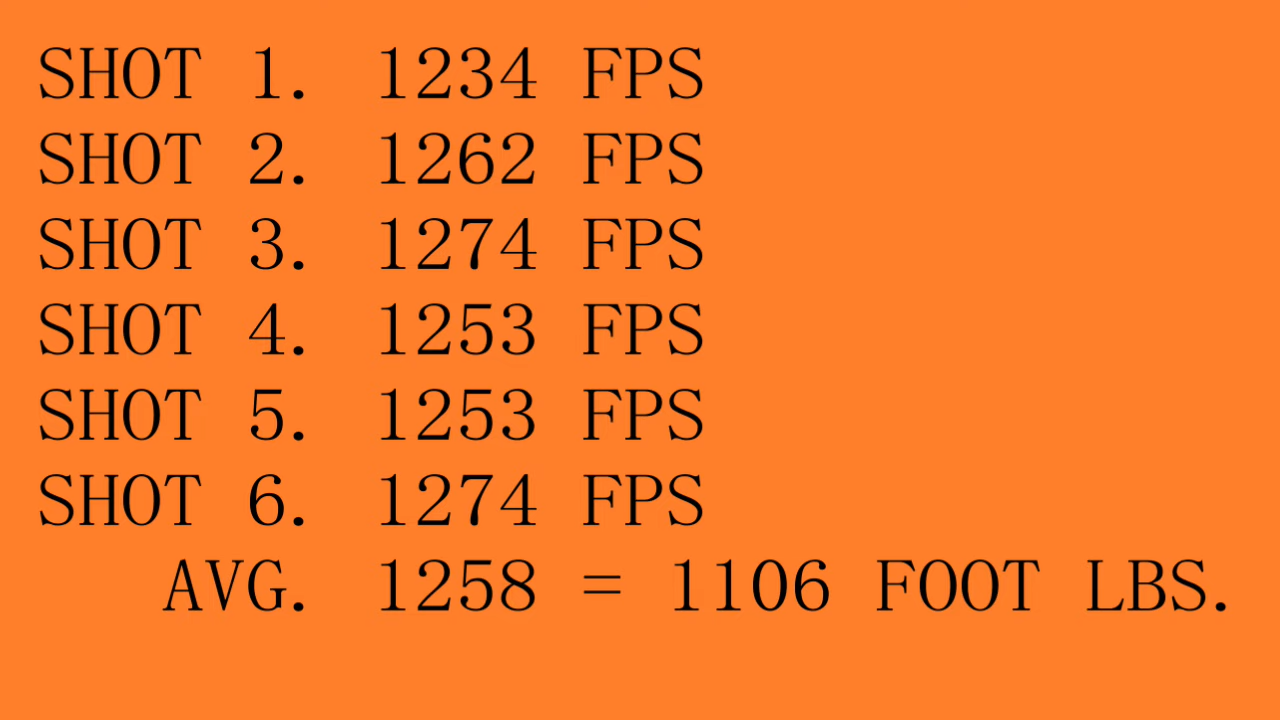 SHOT 1. 1234 FPS
SHOT 2. 1262 FPS
SHOT 3. 1274 FPS
SHOT 4. 1253 FPS
SHOT 5. 1253 FPS
SHOT 6. 1274 FPS
AVG. 1258 = 1106 FOOT LBS.